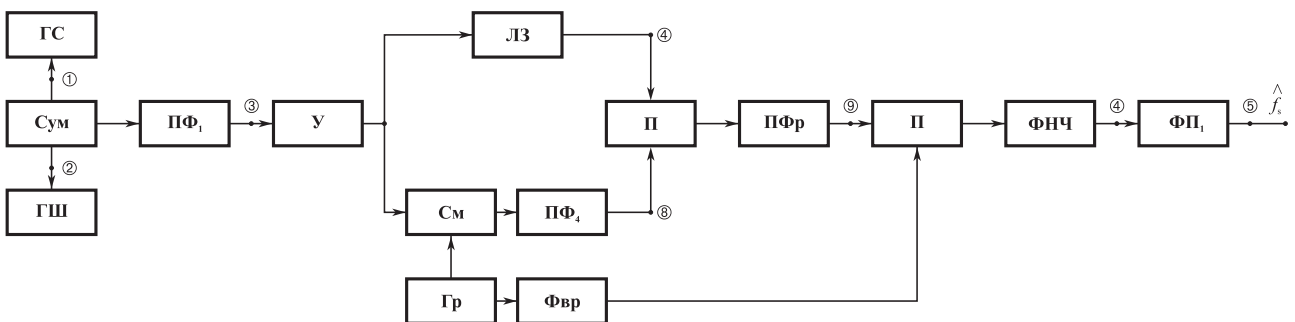 ГС
ЛЗ
④
①
Сум
ПФ₁
③
У
П
ПФр
⑨
П
ФНЧ
④
ФП₁
⑤
f̂ₛ
②
ГШ
См
ПФ₄
⑧
Гр
Фвр